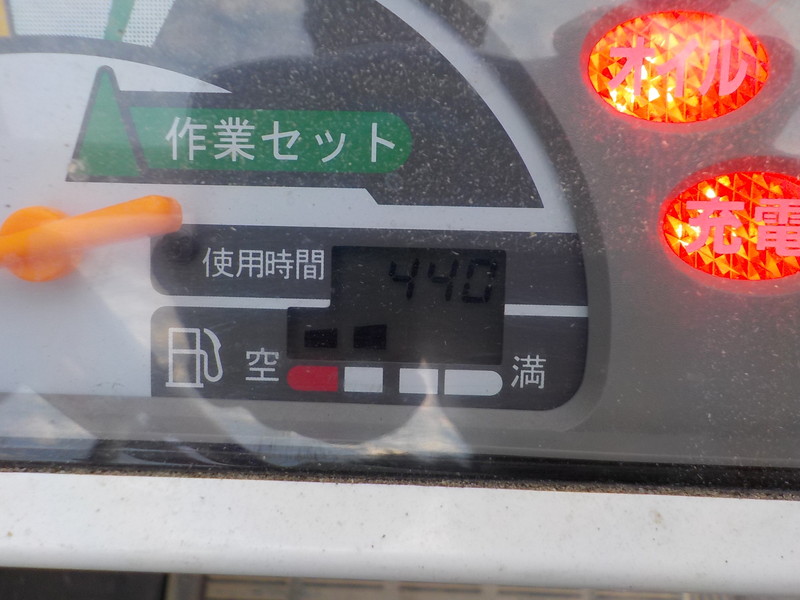 オイル
作業セット
充電
使用時間 440
空 満